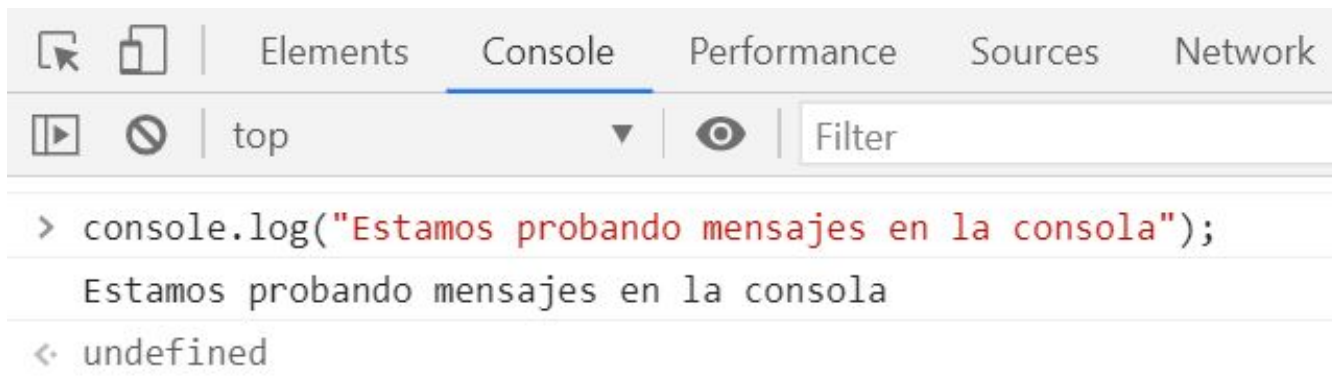 Elements Console Performance Sources Network
top Filter
> console.log("Estamos probando mensajes en la consola");
Estamos probando mensajes en la consola
undefined